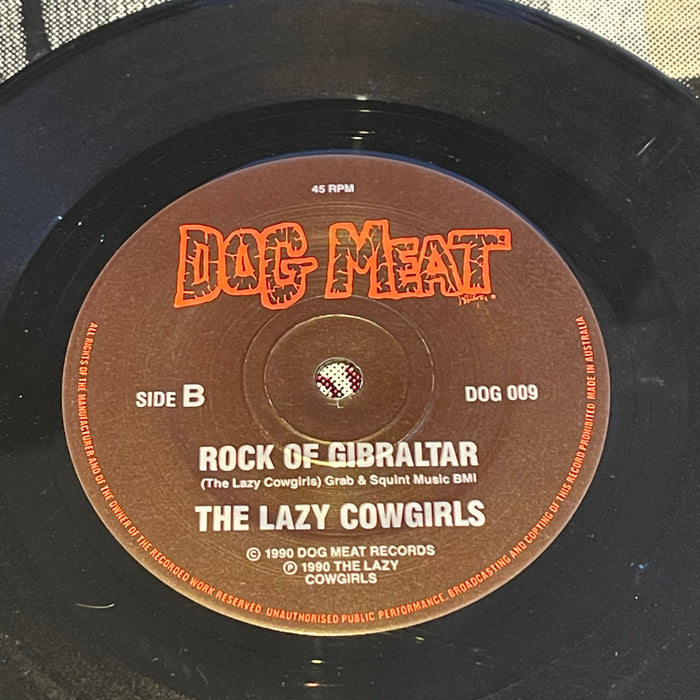 45 RPM
DOG MEAT
SIDE B
DOG 009
ROCK OF GIBRALTAR
(The Lazy Cowgirls) Grab & Squint Music BMI
THE LAZY COWGIRLS
© 1990 DOG MEAT RECORDS
℗ 1990 THE LAZY
COWGIRLS
ALL RIGHTS OF THE MANUFACTURER AND OF THE OWNER OF THE RECORDED WORK RESERVED. UNAUTHORISED PUBLIC PERFORMANCE, BROADCASTING AND COPYING OF THIS RECORD PROHIBITED. MADE IN AUSTRALIA